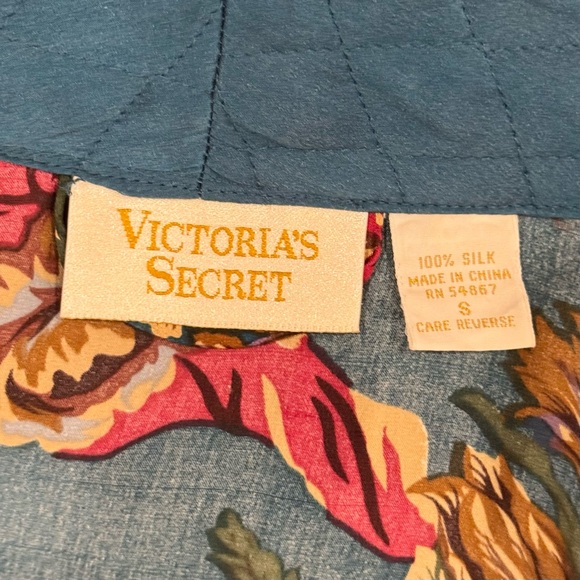 VICTORIA'S
SECRET
100% SILK
MADE IN CHINA
RN 54867
S
CARE REVERSE